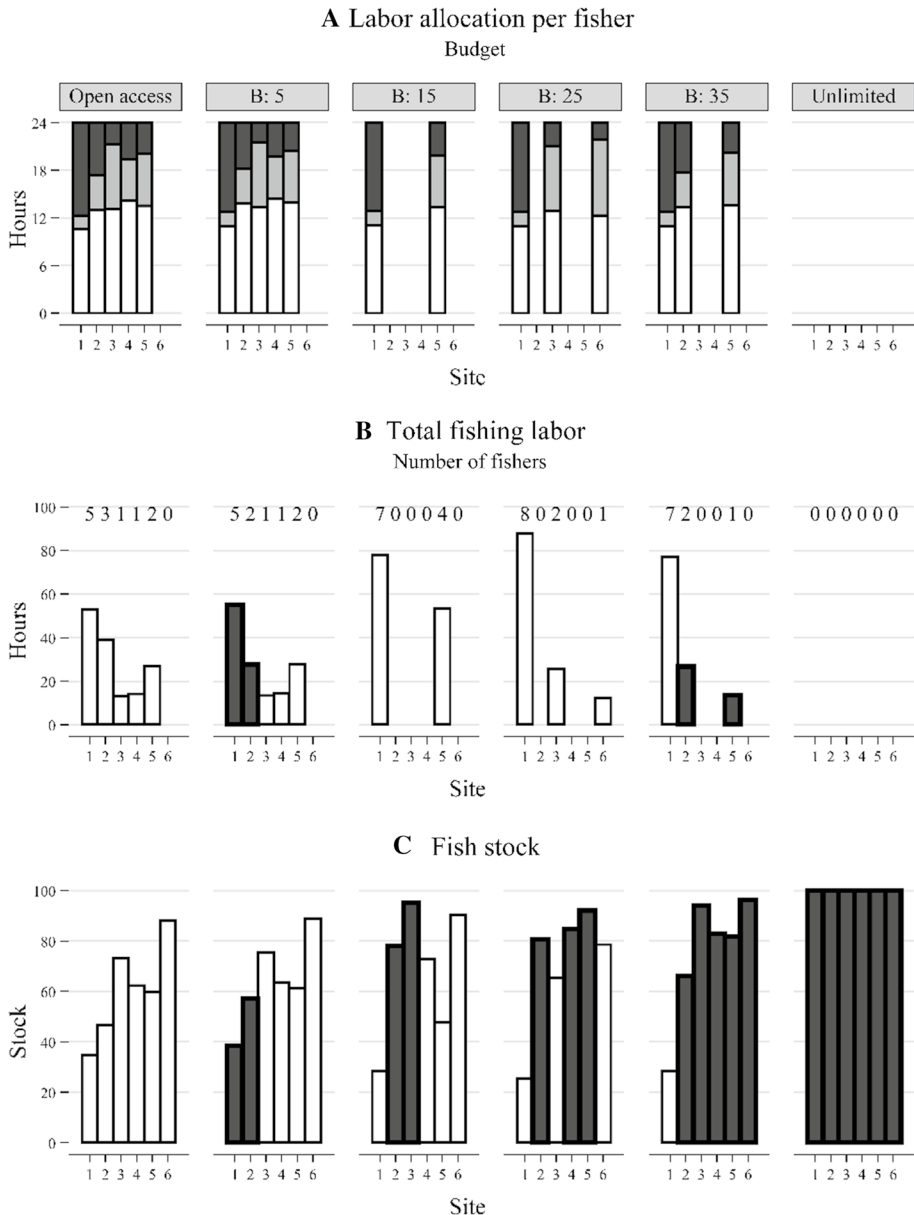 A Labor allocation per fisher
Budget
Open access B: 5 B: 15 B: 25 B: 35 Unlimited
24
18
12
6
0
Hours
1 2 3 4 5 6 1 2 3 4 5 6 1 2 3 4 5 6 1 2 3 4 5 6 1 2 3 4 5 6 1 2 3 4 5 6
Site
B Total fishing labor
Number of fishers
5 3 1 1 2 0 5 2 1 1 2 0 7 0 0 0 4 0 8 0 2 0 0 1 7 2 0 0 1 0 0 0 0 0 0 0
100
80
60
40
20
0
Hours
1 2 3 4 5 6 1 2 3 4 5 6 1 2 3 4 5 6 1 2 3 4 5 6 1 2 3 4 5 6 1 2 3 4 5 6
Site
C Fish stock
100
80
60
40
20
0
Stock
1 2 3 4 5 6 1 2 3 4 5 6 1 2 3 4 5 6 1 2 3 4 5 6 1 2 3 4 5 6 1 2 3 4 5 6
Site